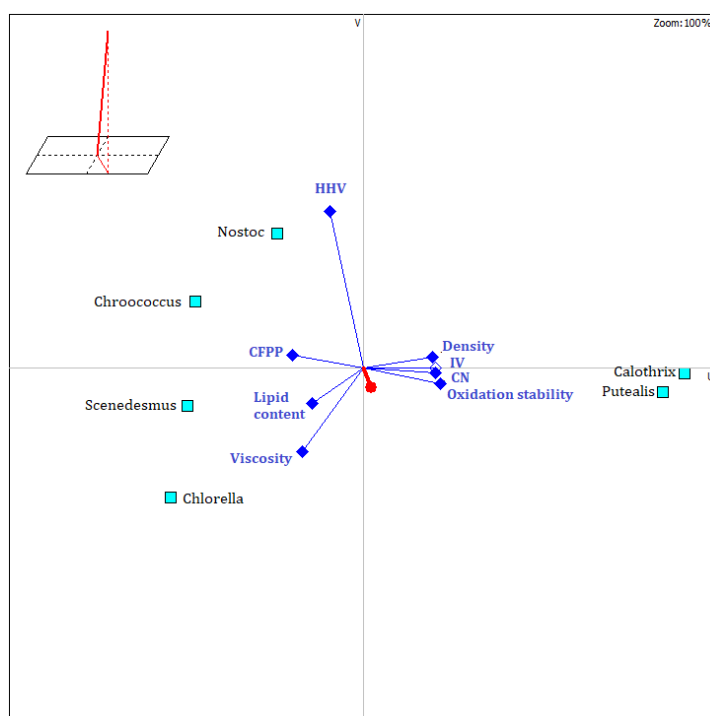 V
Zoom: 100%
HHV
Nostoc
Chroococcus
CFPP
Density
IV
CN
Calothrix
U
Oxidation stability
Putealis
Lipid
content
Scenedesmus
Viscosity
Chlorella